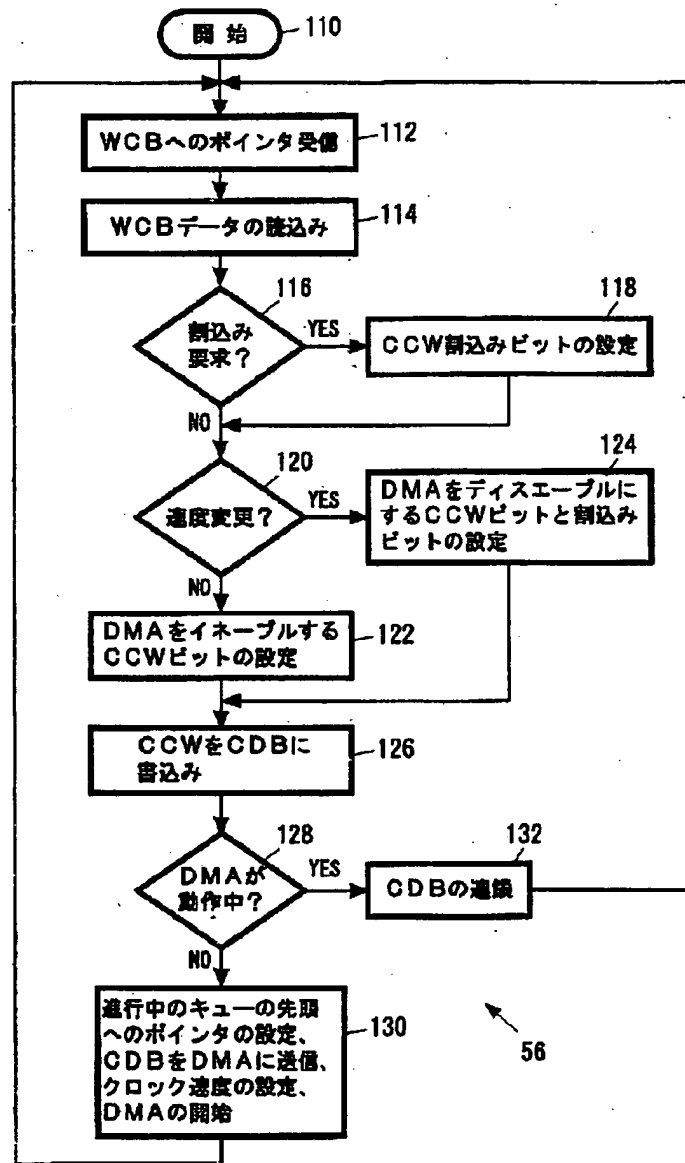 開始
110
WCBへのポインタ受信
112
WCBデータの読込み
114
116
割込み
要求？
YES
118
CCW割込みビットの設定
NO
120
速度変更？
YES
124
DMAをディスエーブルに
するCCWビットと割込み
ビットの設定
NO
DMAをイネーブルする
CCWビットの設定
122
CCWをCDBに
書込み
126
128
DMAが
動作中？
YES
132
CDBの連鎖
NO
進行中のキューの先頭
へのポインタの設定、
CDBをDMAに送信、
クロック速度の設定、
DMAの開始
130
56